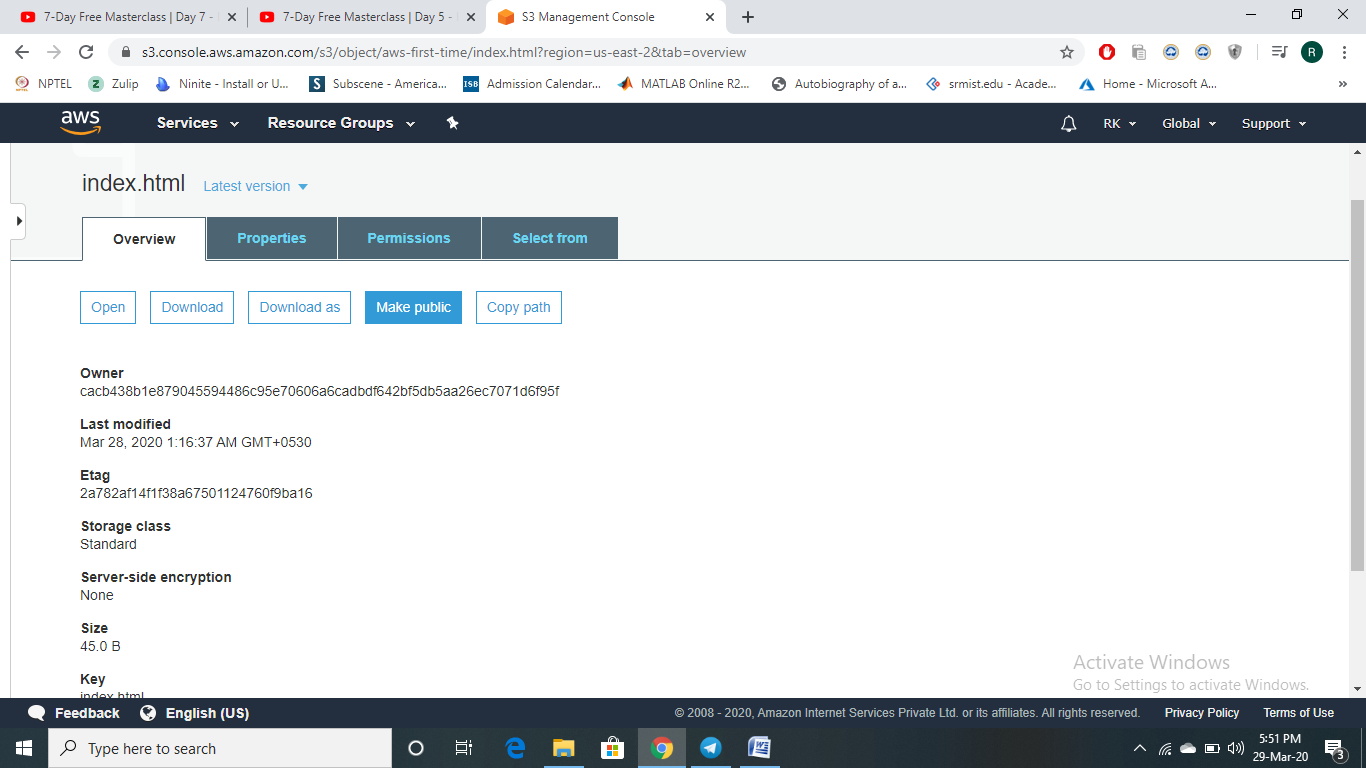 7-Day Free Masterclass | Day 7 -
7-Day Free Masterclass | Day 5 -
S3 Management Console
s3.console.aws.amazon.com/s3/object/aws-first-time/index.html?region=us-east-2&tab=overview
R
NPTEL
Z Zulip
Ninite - Install or U...
S Subscene - America...
ISB Admission Calendar...
MATLAB Online R2...
Autobiography of a...
srmist.edu - Acade...
Home - Microsoft A...
»
aws Services Resource Groups RK Global Support
index.html Latest version
Overview Properties Permissions Select from
Open Download Download as Make public Copy path
Owner
cacb438b1e879045594486c95e70606a6cadbdf642bf5db5aa26ec7071d6f95f
Last modified
Mar 28, 2020 1:16:37 AM GMT+0530
Etag
2a782af14f1f38a67501124760f9ba16
Storage class
Standard
Server-side encryption
None
Size
45.0 B
Key
index.html
Activate Windows
Go to Settings to activate Windows.
Feedback English (US) © 2008 - 2020, Amazon Internet Services Private Ltd. or its affiliates. All rights reserved. Privacy Policy Terms of Use
Type here to search
5:51 PM
29-Mar-20
3